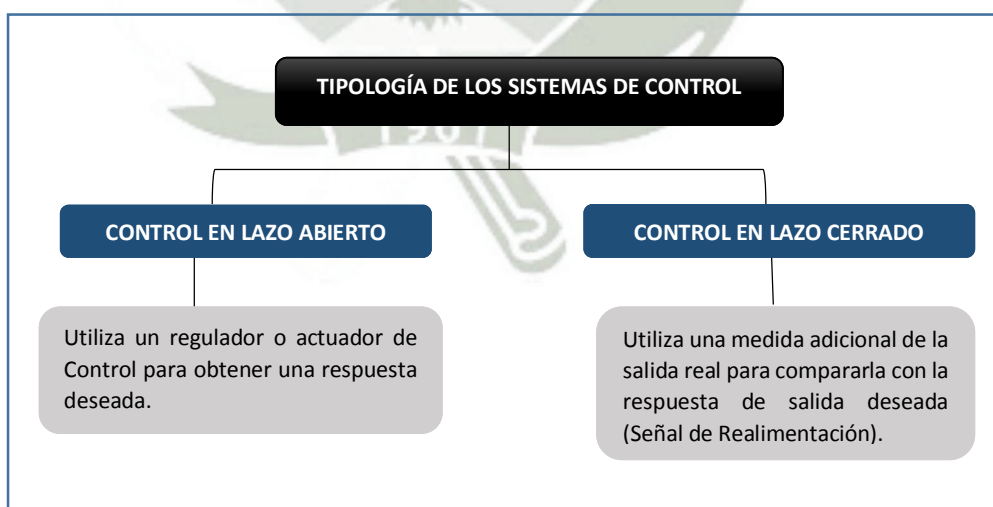 TIPOLOGÍA DE LOS SISTEMAS DE CONTROL
CONTROL EN LAZO ABIERTO
Utiliza un regulador o actuador de
Control para obtener una respuesta
deseada.
CONTROL EN LAZO CERRADO
Utiliza una medida adicional de la
salida real para compararla con la
respuesta de salida deseada
(Señal de Realimentación).